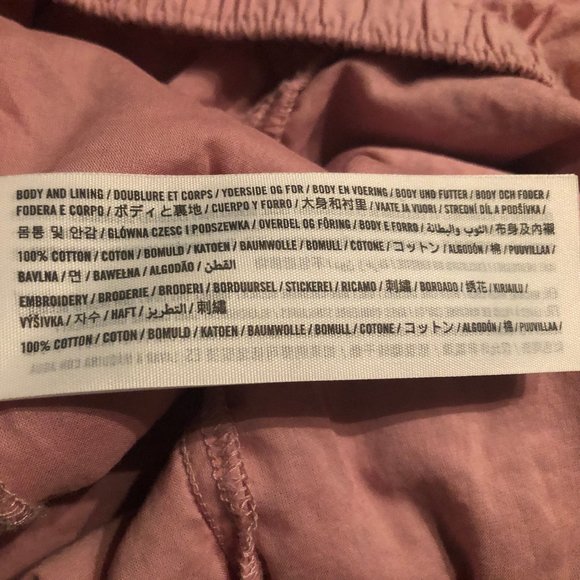 BODY AND LINING / DOUBLURE ET CORPS / YDERSIDE OG FOR / BODY EN VOERING / BODY UND FUTTER / BODY OCH FODER /
FODERA E CORPO / ボディと裏地 / CUERPO Y FORRO / 大身和衬里 / VAATE JA VUORI / STREDNÍ DÍL A PODŠÍVKA /
몸통 및 안감 / GŁÓWNA CZESC I PODSZEWKA / OVERDEL OG FÔRING / BODY E FORRO / الثوب والبطانة / 布身及內襯
100% COTTON / COTON / BOMULD / KATOEN / BAUMWOLLE / BOMULL / COTONE / コットン / ALGODÓN / 棉 / PUUVILLAA /
BAVLNA / 면 / BAWEŁNA / ALGODÃO / القطن
EMBROIDERY / BRODERIE / BRODERI / BORDUURSEL / STICKEREI / RICAMO / 刺繍 / BORDADO / 绣花 / KIRJAILU /
VÝŠIVKA / 자수 / HAFT / التطريز / 刺繡
100% COTTON / COTON / BOMULD / KATOEN / BAUMWOLLE / BOMULL / COTONE / コットン / ALGODÓN / 棉 / PUUVILLAA /